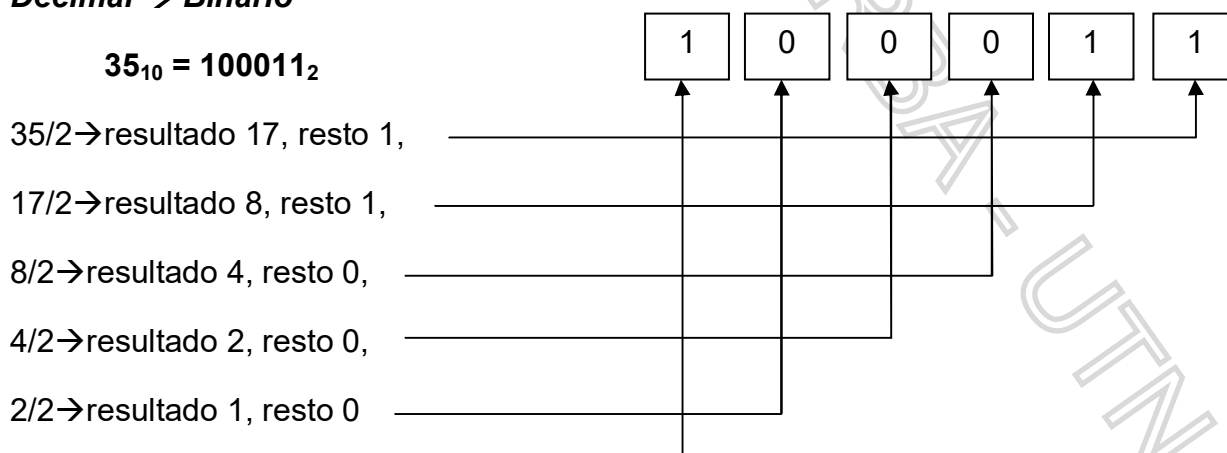 Decimal → Binario
1 0 0 0 1 1
35₁₀ = 100011₂
35/2→resultado 17, resto 1,
17/2→resultado 8, resto 1,
8/2→resultado 4, resto 0,
4/2→resultado 2, resto 0,
2/2→resultado 1, resto 0
BA - UTN